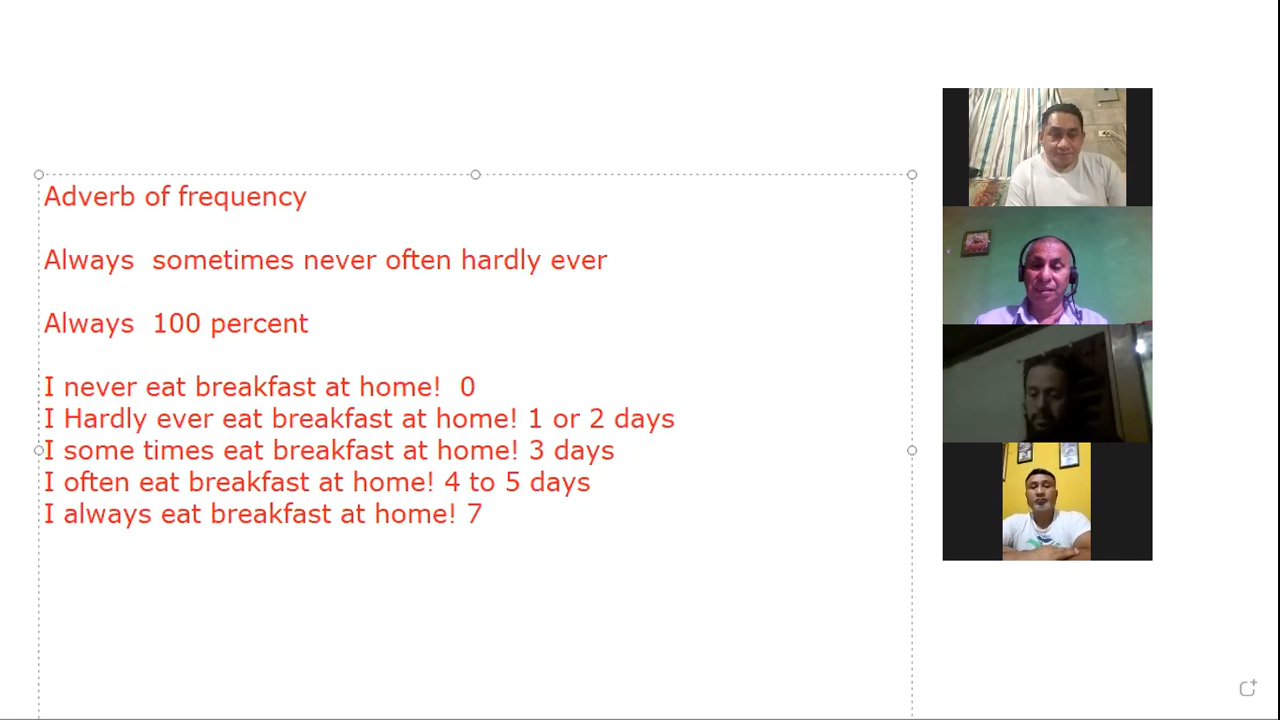 Adverb of frequency
Always sometimes never often hardly ever
Always 100 percent
I never eat breakfast at home! 0
I Hardly ever eat breakfast at home! 1 or 2 days
I some times eat breakfast at home! 3 days
I often eat breakfast at home! 4 to 5 days
I always eat breakfast at home! 7